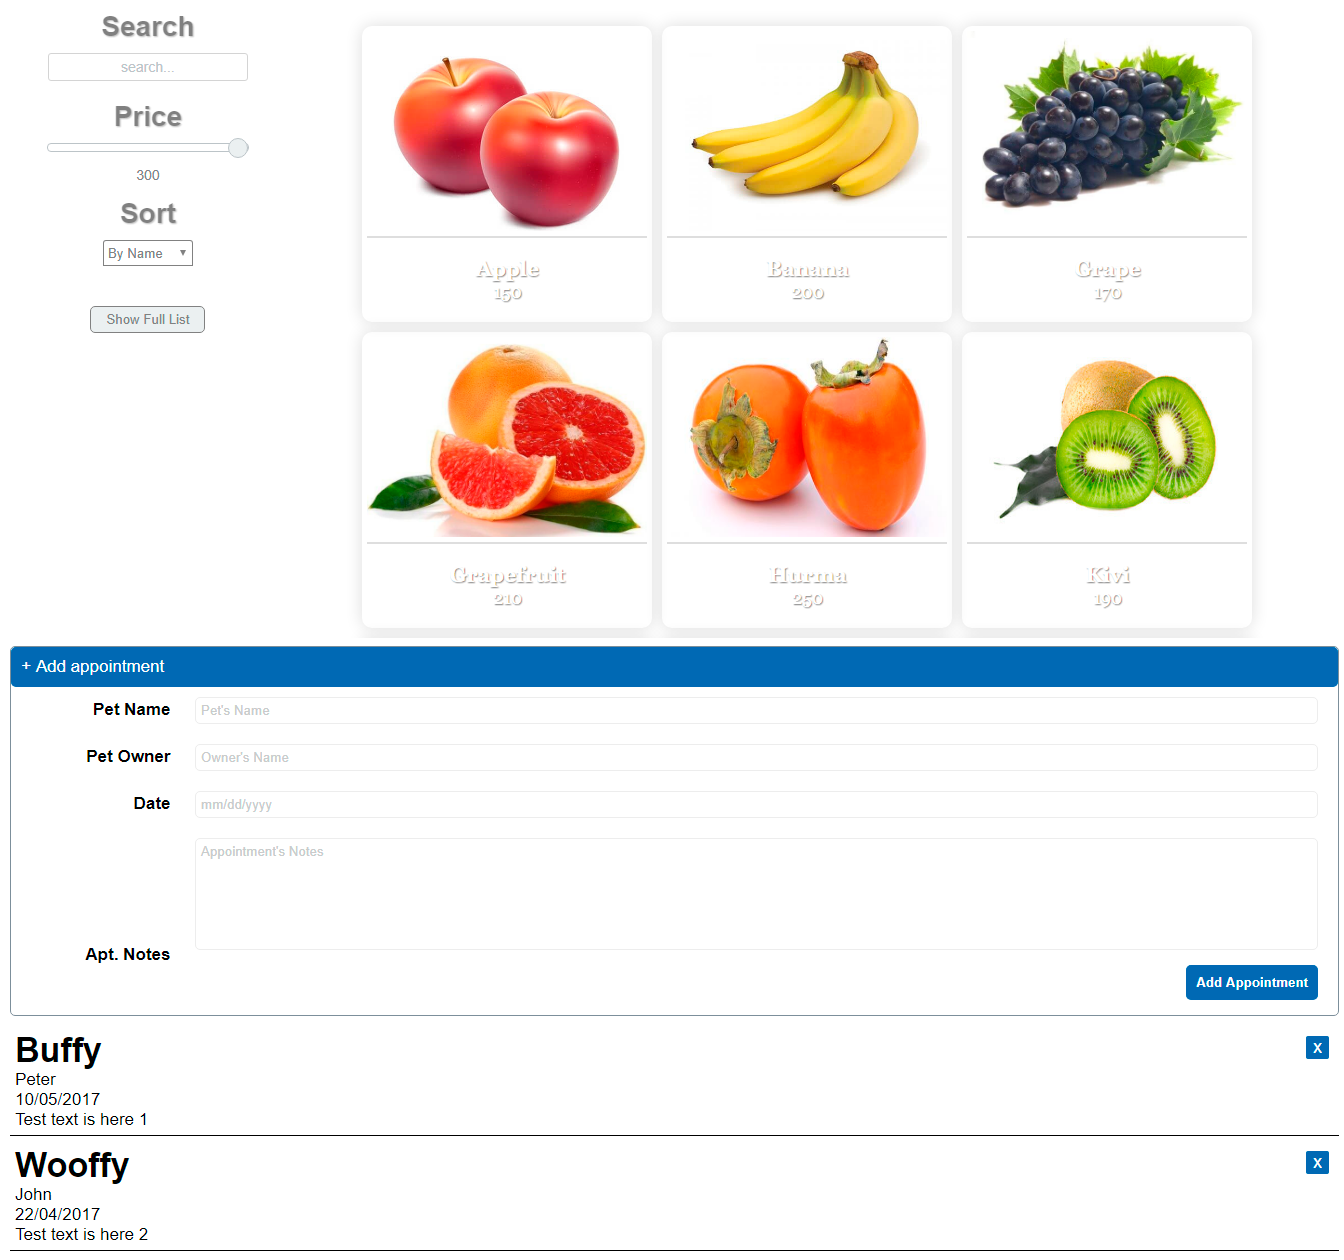 Search
search...
Price
300
Sort
By Name
Show Full List
Apple
150
Banana
200
Grape
170
Grapefruit
210
Hurma
250
Kivi
190
+ Add appointment
Pet Name
Pet's Name
Pet Owner
Owner's Name
Date
mm/dd/yyyy
Appointment's Notes
Apt. Notes
Add Appointment
Buffy
X
Peter
10/05/2017
Test text is here 1
Wooffy
X
John
22/04/2017
Test text is here 2